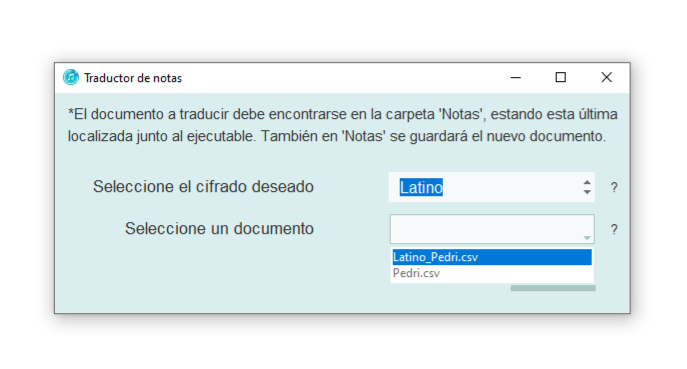 Traductor de notas
*El documento a traducir debe encontrarse en la carpeta 'Notas', estando esta última
localizada junto al ejecutable. También en 'Notas' se guardará el nuevo documento.
Seleccione el cifrado deseado Latino ?
Seleccione un documento ?
Latino_Pedri.csv
Pedri.csv